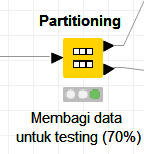 Partitioning
Membagi data
untuk testing (70%)